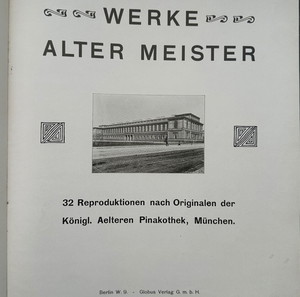 WERKE
ALTER MEISTER
32 Reproduktionen nach Originalen der
Königl. Aelteren Pinakothek, München.
Berlin W. 9. - Globus Verlag G. m. b. H.